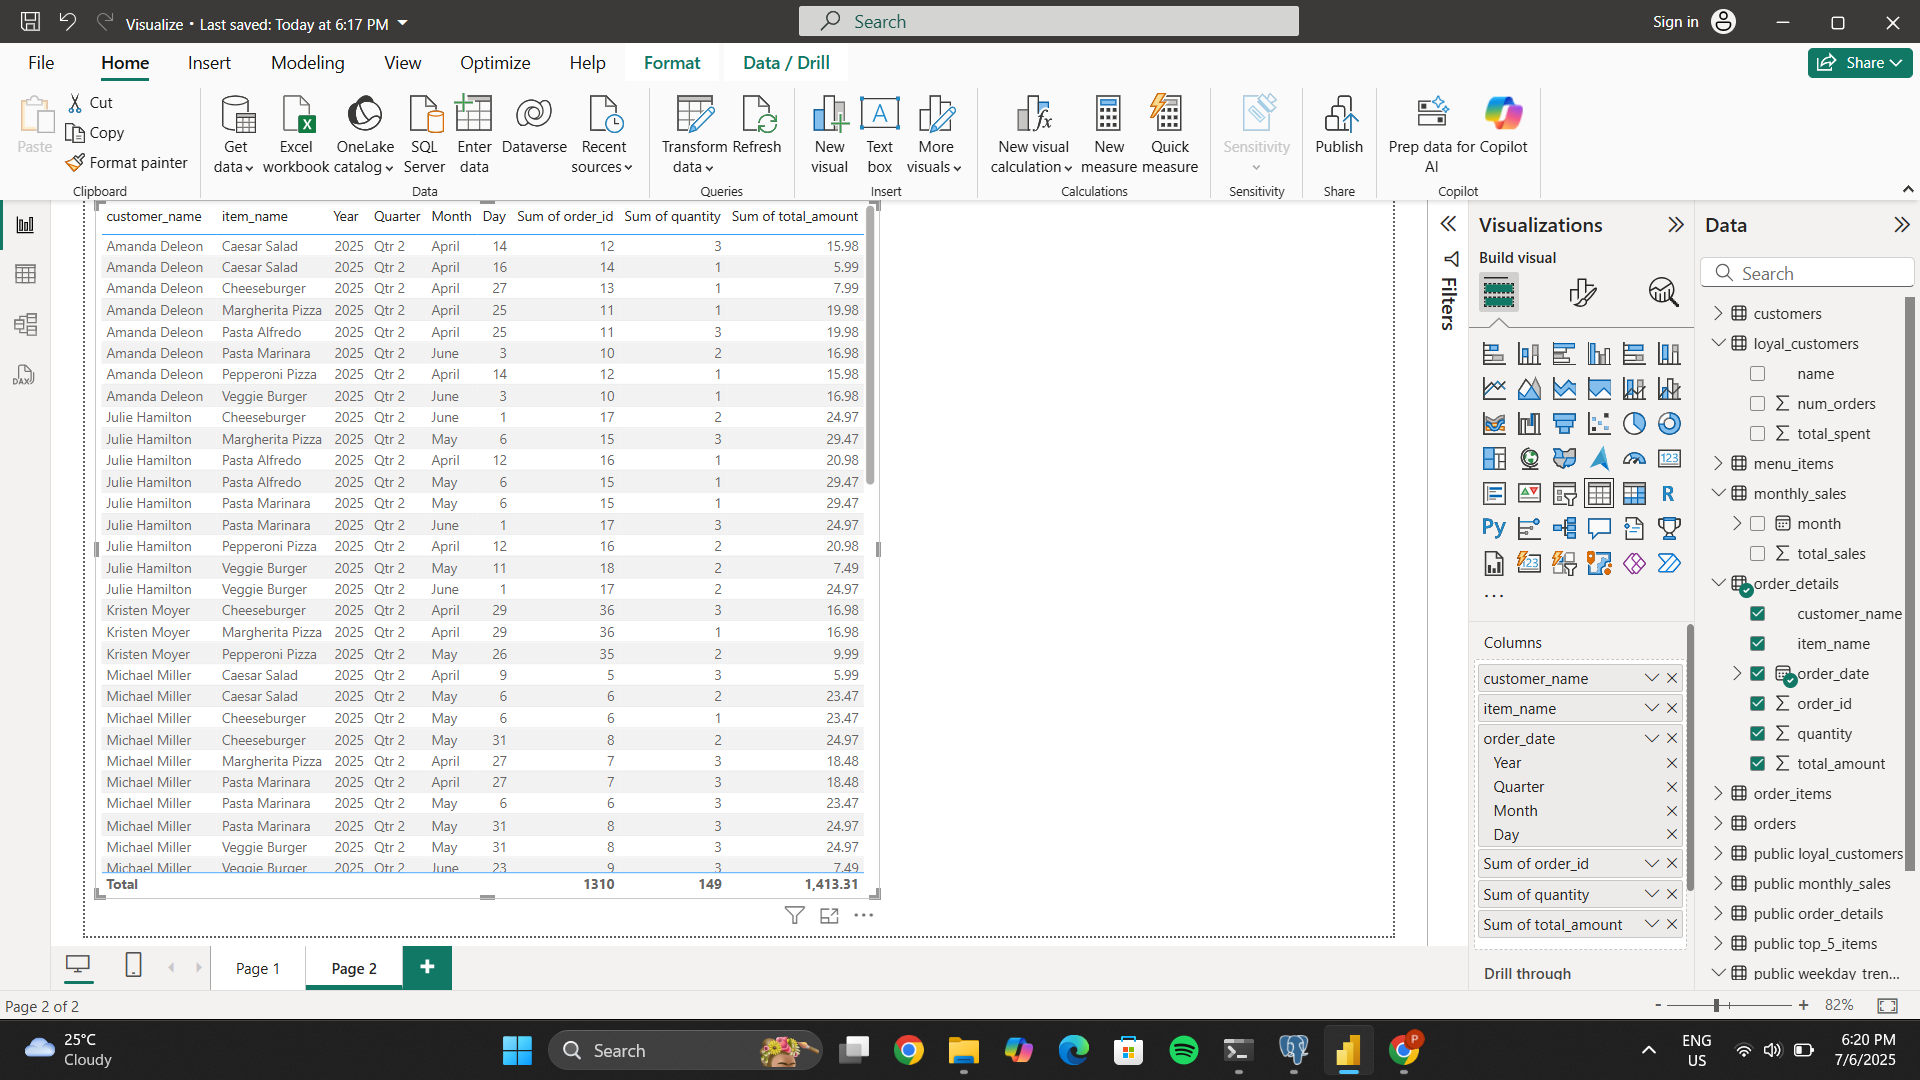 Visualize • Last saved: Today at 6:17 PM
Search
Sign in
File
Home
Insert
Modeling
View
Optimize
Help
Format
Data / Drill
Share
Paste
Cut
Copy
Format painter
Clipboard
Get data
Excel workbook
OneLake catalog
SQL Server
Enter data
Dataverse
Recent sources
Data
Transform data
Refresh
Queries
New visual
Text box
More visuals
Insert
New visual calculation
New measure
Quick measure
Calculations
Sensitivity
Sensitivity
Publish
Share
Prep data for AI
Copilot
Copilot
customer_name item_name Year Quarter Month Day Sum of order_id Sum of quantity Sum of total_amount
Amanda Deleon Caesar Salad 2025 Qtr 2 April 14 12 3 15.98
Amanda Deleon Caesar Salad 2025 Qtr 2 April 16 14 1 5.99
Amanda Deleon Cheeseburger 2025 Qtr 2 April 27 13 1 7.99
Amanda Deleon Margherita Pizza 2025 Qtr 2 April 25 11 1 19.98
Amanda Deleon Pasta Alfredo 2025 Qtr 2 April 25 11 3 19.98
Amanda Deleon Pasta Marinara 2025 Qtr 2 June 3 10 2 16.98
Amanda Deleon Pepperoni Pizza 2025 Qtr 2 April 14 12 1 15.98
Amanda Deleon Veggie Burger 2025 Qtr 2 June 3 10 1 16.98
Julie Hamilton Cheeseburger 2025 Qtr 2 June 1 17 2 24.97
Julie Hamilton Margherita Pizza 2025 Qtr 2 May 6 15 3 29.47
Julie Hamilton Pasta Alfredo 2025 Qtr 2 April 12 16 1 20.98
Julie Hamilton Pasta Alfredo 2025 Qtr 2 May 6 15 1 29.47
Julie Hamilton Pasta Marinara 2025 Qtr 2 May 6 15 1 29.47
Julie Hamilton Pasta Marinara 2025 Qtr 2 June 1 17 3 24.97
Julie Hamilton Pepperoni Pizza 2025 Qtr 2 April 12 16 2 20.98
Julie Hamilton Veggie Burger 2025 Qtr 2 May 11 18 2 7.49
Julie Hamilton Veggie Burger 2025 Qtr 2 June 1 17 2 24.97
Kristen Moyer Cheeseburger 2025 Qtr 2 April 29 36 3 16.98
Kristen Moyer Margherita Pizza 2025 Qtr 2 April 29 36 1 16.98
Kristen Moyer Pepperoni Pizza 2025 Qtr 2 May 26 35 2 9.99
Michael Miller Caesar Salad 2025 Qtr 2 April 9 5 3 5.99
Michael Miller Caesar Salad 2025 Qtr 2 May 6 6 2 23.47
Michael Miller Cheeseburger 2025 Qtr 2 May 6 6 1 23.47
Michael Miller Cheeseburger 2025 Qtr 2 May 31 8 2 24.97
Michael Miller Margherita Pizza 2025 Qtr 2 April 27 7 3 18.48
Michael Miller Pasta Marinara 2025 Qtr 2 April 27 7 3 18.48
Michael Miller Pasta Marinara 2025 Qtr 2 May 6 6 3 23.47
Michael Miller Pasta Marinara 2025 Qtr 2 May 31 8 3 24.97
Michael Miller Veggie Burger 2025 Qtr 2 May 31 8 3 24.97
Michael Miller Veggie Burger 2025 Qtr 2 June 23 9 3 7.49
Total 1310 149 1,413.31
Filters
Visualizations
Build visual
123
R
Py
123
...
Columns
customer_name
item_name
order_date
Year
Quarter
Month
Day
Sum of order_id
Sum of quantity
Sum of total_amount
Drill through
Data
Search
customers
loyal_customers
name
num_orders
total_spent
menu_items
monthly_sales
month
total_sales
order_details
customer_name
item_name
order_date
order_id
quantity
total_amount
order_items
orders
public loyal_customers
public monthly_sales
public order_details
public top_5_items
public weekday_tren...
DAX
Page 1
Page 2
+
Page 2 of 2
- + 82%
25°C
Cloudy
Search
P
ENG
US
6:20 PM
7/6/2025